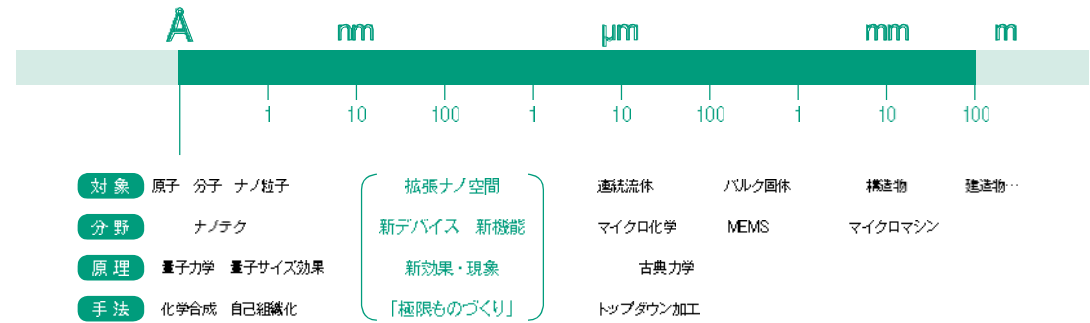 Å nm μm mm m
1 10 100 1 10 100 1 10 100
対象 原子 分子 ナノ粒子 拡張ナノ空間 連続流体 バルク固体 構造物 建造物…
分野 ナノテク 新デバイス 新機能 マイクロ化学 MEMS マイクロマシン
原理 量子力学 量子サイズ効果 新効果・現象 古典力学
手法 化学合成 自己組織化 「極限ものづくり」 トップダウン加工